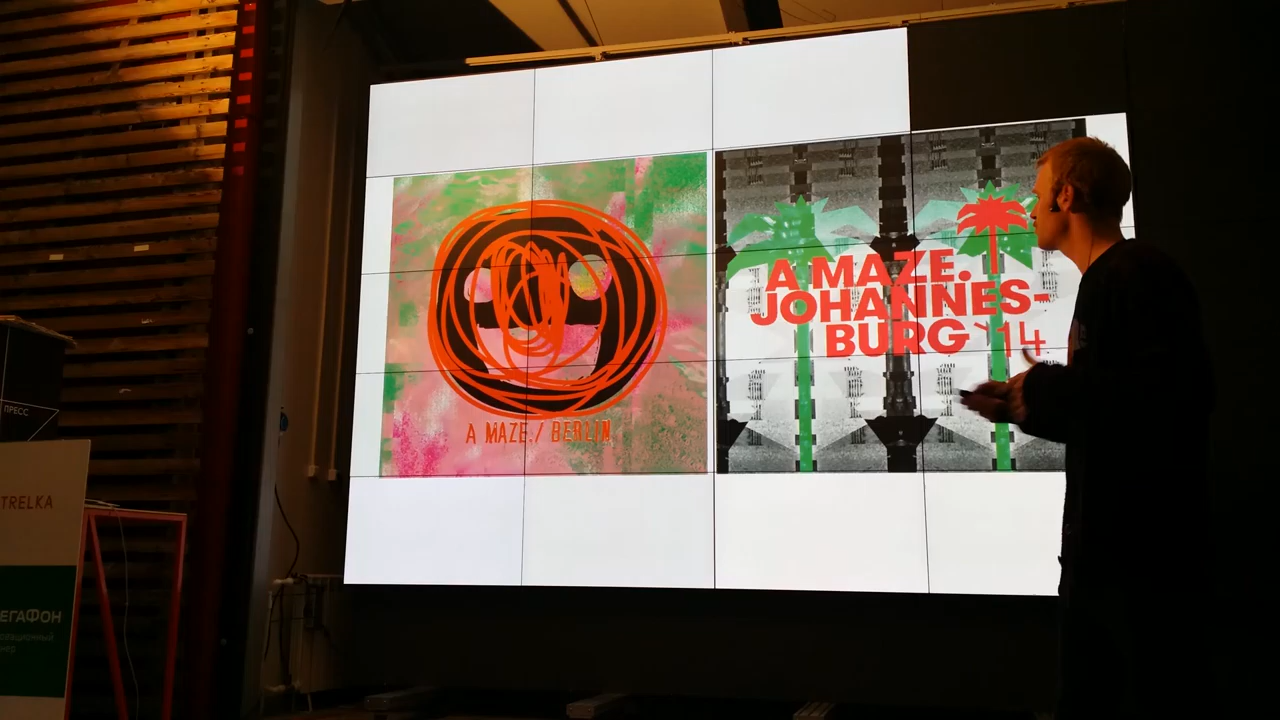 A MAZE./ BERLIN
A MAZE.
JOHANNES-
BURG '14
ПРЕСС
TRELKA
ЕГАФОН